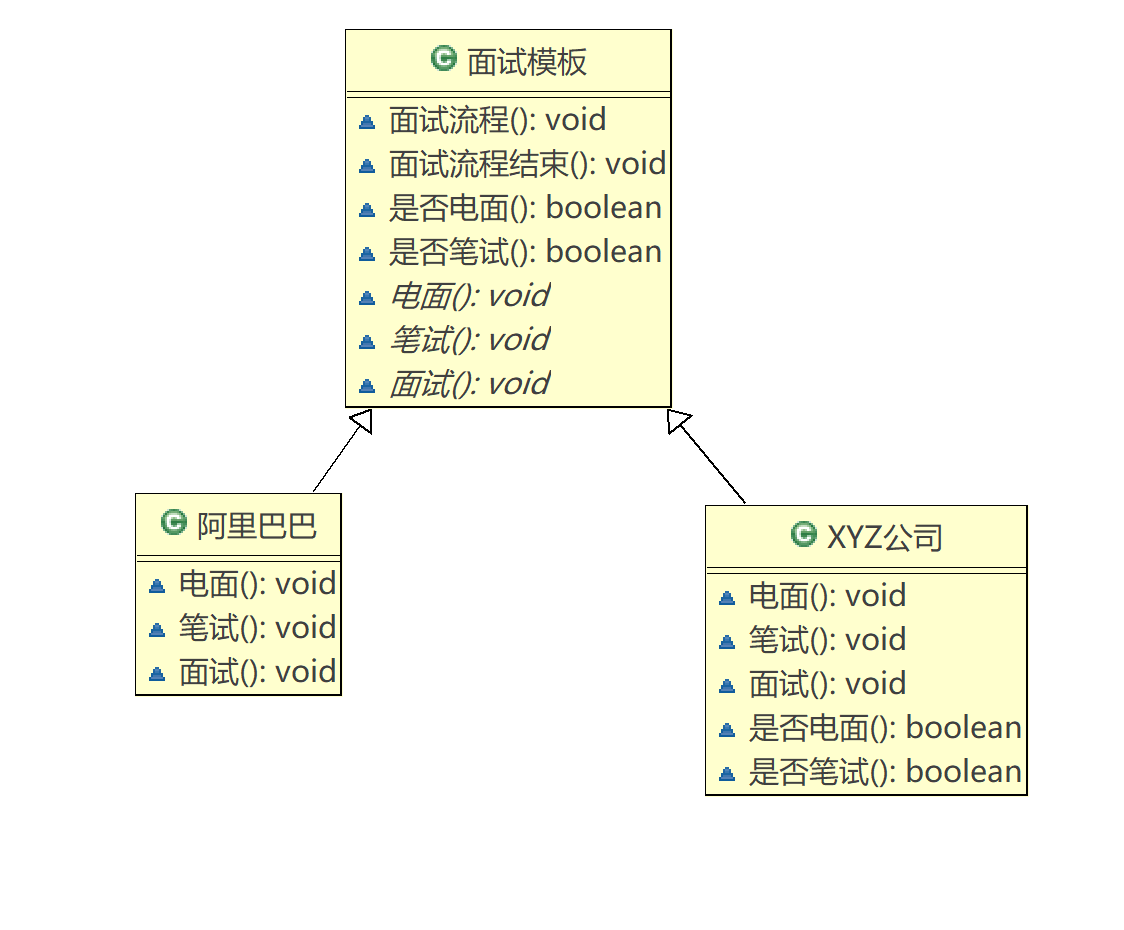 面试模板
面试流程(): void
面试流程结束(): void
是否电面(): boolean
是否笔试(): boolean
电面(): void
笔试(): void
面试(): void
阿里巴巴
电面(): void
笔试(): void
面试(): void
XYZ公司
电面(): void
笔试(): void
面试(): void
是否电面(): boolean
是否笔试(): boolean